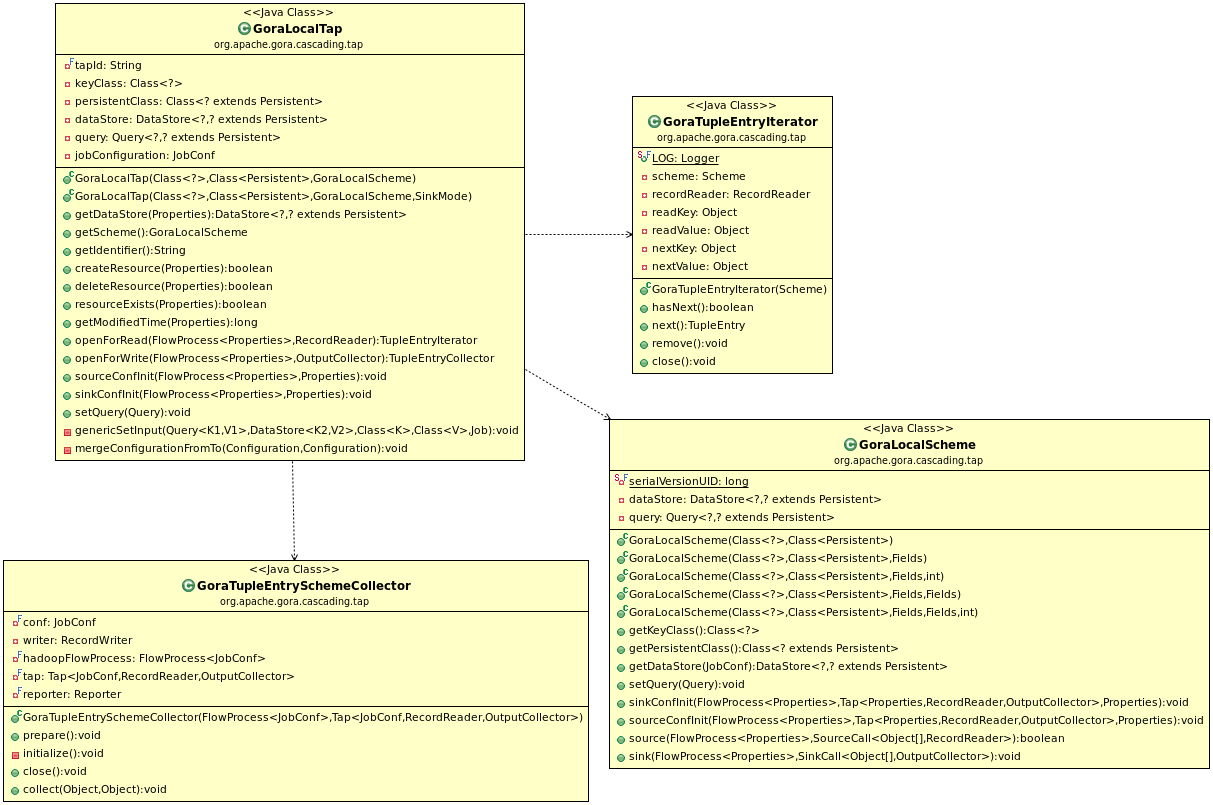 <<Java Class>>
GoraLocalTap
org.apache.gora.cascading.tap
tapId: String
keyClass: Class<?>
persistentClass: Class<? extends Persistent>
dataStore: DataStore<?,? extends Persistent>
query: Query<?,? extends Persistent>
jobConfiguration: JobConf
GoraLocalTap(Class<?>,Class<Persistent>,GoraLocalScheme)
GoraLocalTap(Class<?>,Class<Persistent>,GoraLocalScheme,SinkMode)
getDataStore(Properties):DataStore<?,? extends Persistent>
getScheme():GoraLocalScheme
getIdentifier():String
createResource(Properties):boolean
deleteResource(Properties):boolean
resourceExists(Properties):boolean
getModifiedTime(Properties):long
openForRead(FlowProcess<Properties>,RecordReader):TupleEntryIterator
openForWrite(FlowProcess<Properties>,OutputCollector):TupleEntryCollector
sourceConfInit(FlowProcess<Properties>,Properties):void
sinkConfInit(FlowProcess<Properties>,Properties):void
setQuery(Query):void
genericSetInput(Query<K1,V1>,DataStore<K2,V2>,Class<K>,Class<V>,Job):void
mergeConfigurationFromTo(Configuration,Configuration):void
<<Java Class>>
GoraTupleEntryIterator
org.apache.gora.cascading.tap
LOG: Logger
scheme: Scheme
recordReader: RecordReader
readKey: Object
readValue: Object
nextKey: Object
nextValue: Object
GoraTupleEntryIterator(Scheme)
hasNext():boolean
next():TupleEntry
remove():void
close():void
<<Java Class>>
GoraLocalScheme
org.apache.gora.cascading.tap
serialVersionUID: long
dataStore: DataStore<?,? extends Persistent>
query: Query<?,? extends Persistent>
GoraLocalScheme(Class<?>,Class<Persistent>)
GoraLocalScheme(Class<?>,Class<Persistent>,Fields)
GoraLocalScheme(Class<?>,Class<Persistent>,Fields,int)
GoraLocalScheme(Class<?>,Class<Persistent>,Fields,Fields)
GoraLocalScheme(Class<?>,Class<Persistent>,Fields,Fields,int)
getKeyClass():Class<?>
getPersistentClass():Class<? extends Persistent>
getDataStore(JobConf):DataStore<?,? extends Persistent>
setQuery(Query):void
sinkConfInit(FlowProcess<Properties>,Tap<Properties,RecordReader,OutputCollector>,Properties):void
sourceConfInit(FlowProcess<Properties>,Tap<Properties,RecordReader,OutputCollector>,Properties):void
source(FlowProcess<Properties>,SourceCall<Object[],RecordReader>):boolean
sink(FlowProcess<Properties>,SinkCall<Object[],OutputCollector>):void
<<Java Class>>
GoraTupleEntrySchemeCollector
org.apache.gora.cascading.tap
conf: JobConf
writer: RecordWriter
hadoopFlowProcess: FlowProcess<JobConf>
tap: Tap<JobConf,RecordReader,OutputCollector>
reporter: Reporter
GoraTupleEntrySchemeCollector(FlowProcess<JobConf>,Tap<JobConf,RecordReader,OutputCollector>)
prepare():void
initialize():void
close():void
collect(Object,Object):void